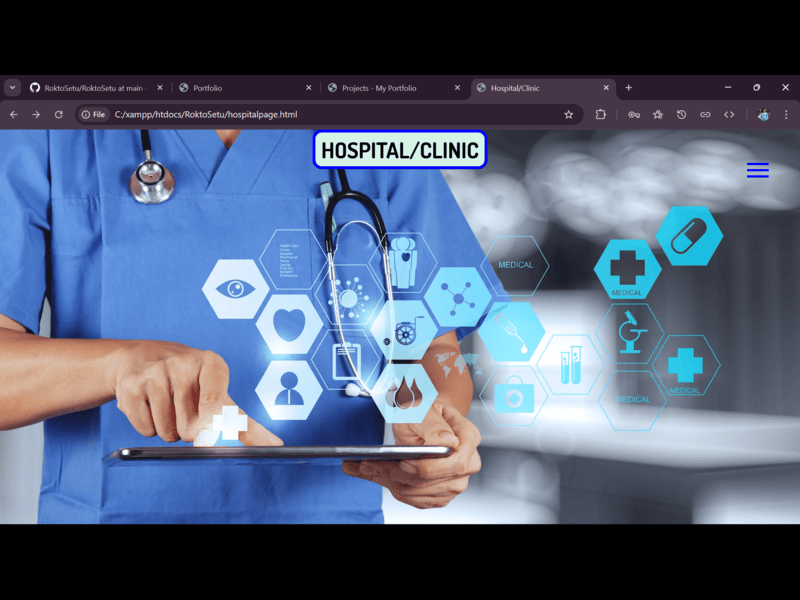 RoktoSetu/RoktoSetu at main ·
Portfolio
Projects - My Portfolio
Hospital/Clinic
File
C:/xampp/htdocs/RoktoSetu/hospitalpage.html
HOSPITAL/CLINIC
MEDICAL
MEDICAL
MEDICAL
MEDICAL